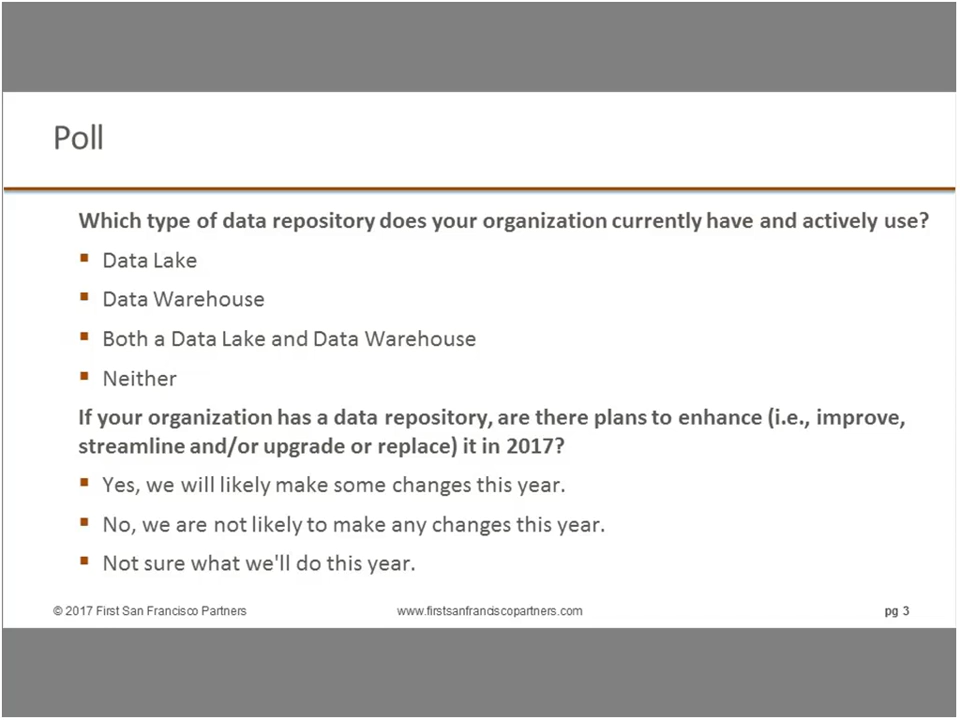 Poll
Which type of data repository does your organization currently have and actively use?
▪ Data Lake
▪ Data Warehouse
▪ Both a Data Lake and Data Warehouse
▪ Neither
If your organization has a data repository, are there plans to enhance (i.e., improve,
streamline and/or upgrade or replace) it in 2017?
▪ Yes, we will likely make some changes this year.
▪ No, we are not likely to make any changes this year.
▪ Not sure what we'll do this year.
© 2017 First San Francisco Partners www.firstsanfranciscopartners.com pg 3